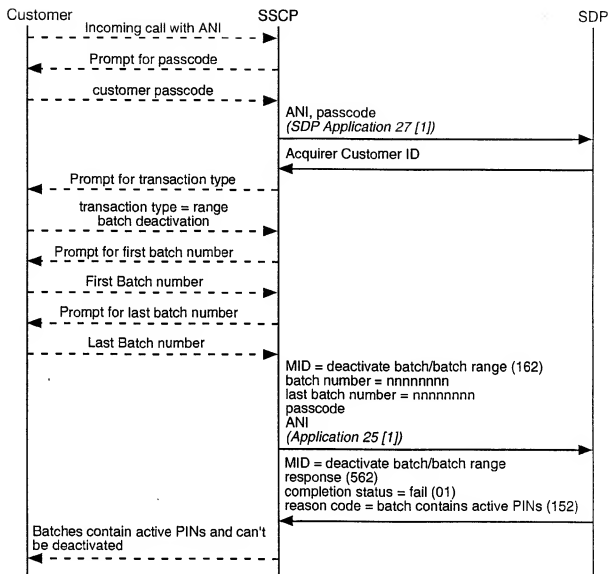 Customer
SSCP
SDP
Incoming call with ANI
Prompt for passcode
customer passcode
ANI, passcode
(SDP Application 27 [1])
Acquirer Customer ID
Prompt for transaction type
transaction type = range
batch deactivation
Prompt for first batch number
First Batch number
Prompt for last batch number
Last Batch number
MID = deactivate batch/batch range (162)
batch number = nnnnnnnn
last batch number = nnnnnnnn
passcode
ANI
(Application 25 [1])
MID = deactivate batch/batch range
response (562)
completion status = fail (01)
reason code = batch contains active PINs (152)
Batches contain active PINs and can't
be deactivated